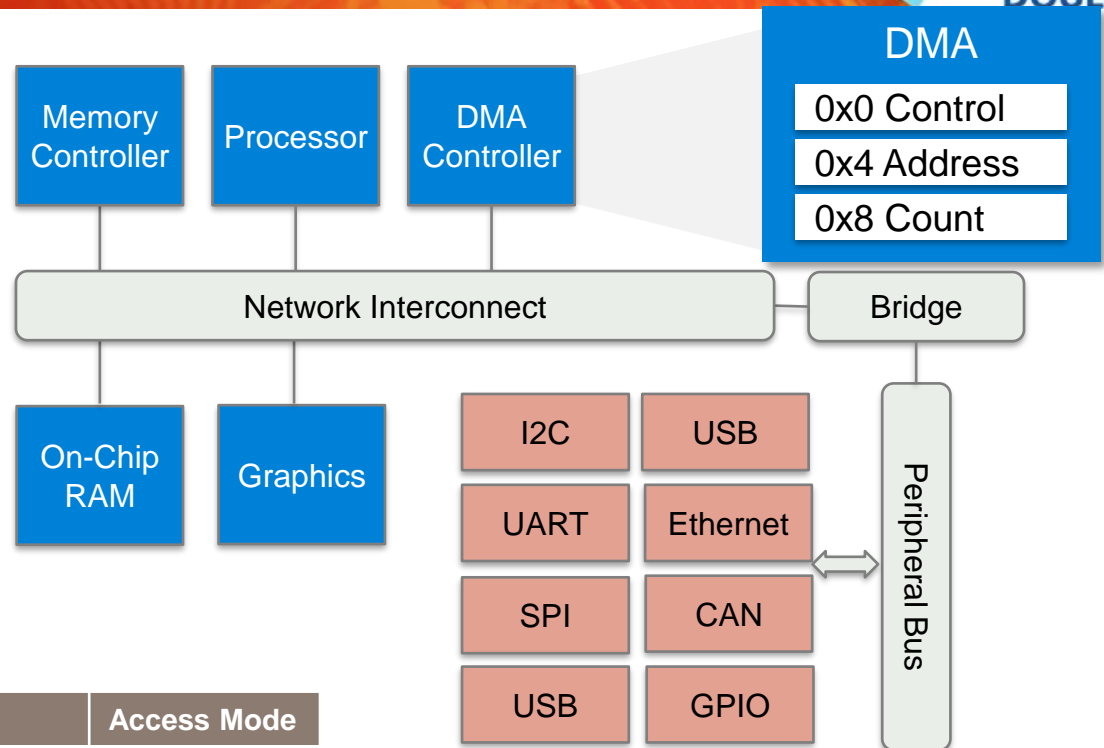 DMA
0x0 Control
0x4 Address
0x8 Count
Memory
Controller
Processor
DMA
Controller
Network Interconnect
Bridge
On-Chip
RAM
Graphics
I2C
USB
UART
Ethernet
SPI
CAN
USB
GPIO
Peripheral Bus
Access Mode